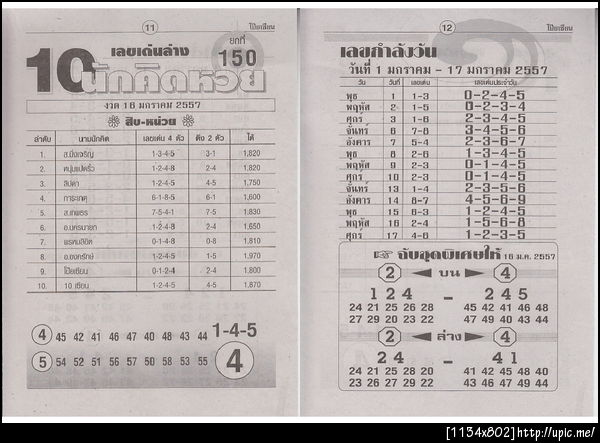 11
โป๊ยเซียน
เลขเด่นล่าง
ยกที่
150
10 นักคิดหวย
งวด 16 มกราคม 2557
สิบ-หน่วย
ลำดับ นามนักคิด เลขเด่น 4 ตัว ดึง 2 ตัว ได้
1. ส.มิ่งเจริญ 1-3-4-5 3-1 1,820
2. หนุ่มแปดริ้ว 1-2-4-8 2-4 1,820
3. ลิปดา 1-2-4-5 4-5 1,750
4. การะเกตุ 6-1-8-5 6-1 1,600
5. ส.เทพธร 7-5-4-1 7-5 1,830
6. อ.นครนายก 1-2-4-8 2-4 1,650
7. พรหมลิขิต 0-1-4-8 0-8 1,810
8. อ.ยงทรักษ์ 1-2-4-5 1-5 1,970
9. โป๊ยเซียน 0-1-2-4 2-4 1,800
10. 10 เซียน 1-2-4-5 4-5 1,870
4 45 42 41 46 47 40 48 43 49 44 1-4-5
5 54 52 51 56 57 50 58 53 59 55 4
12
โป๊ยเซียน
เลขกำลังวัน
วันที่ 1 มกราคม - 17 มกราคม 2557
วัน วันที่ เลขเด่น เลขเด่นประจำวัน
พุธ 1 1-3 0-2-4-5
พฤหัส 2 1-5 0-2-3-4
ศุกร์ 3 1-6 2-3-4-5
จันทร์ 6 7-8 3-4-5-6
อังคาร 7 5-4 2-3-6-7
พุธ 8 2-6 1-3-4-5
พฤหัส 9 2-3 0-1-4-5
ศุกร์ 10 2-3 0-1-4-5
จันทร์ 13 1-4 2-3-5-6
อังคาร 14 8-7 4-5-6-9
พุธ 15 6-3 1-2-4-5
พฤหัส 16 2-4 1-5-6-8
ศุกร์ 17 4-6 1-2-3-5
จับชุดพิเศษให้ 16 ม.ค. 2557
2 บน 4
124 - 245
24 21 25 26 28 45 42 41 46 48
27 29 20 23 22 47 49 40 43 44
2 ล่าง 4
24 - 41
24 20 21 25 28 41 42 45 40 48
23 26 29 27 22 43 46 47 49 44
[1134x802]http://upic.me/